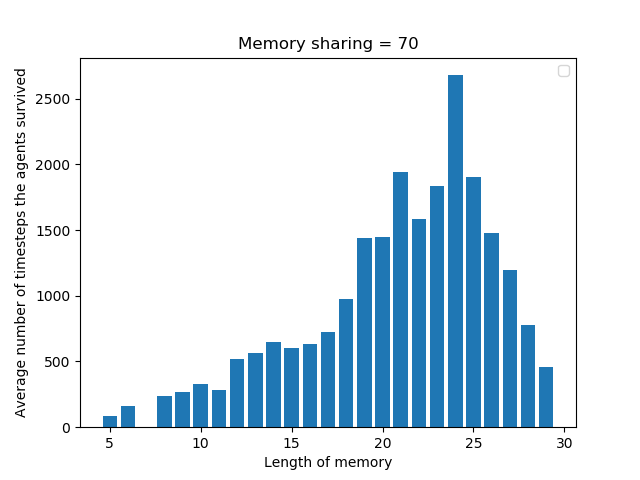 Memory sharing = 70
Average number of timesteps the agents survived
2500
2000
1500
1000
500
0
5 10 15 20 25 30
Length of memory